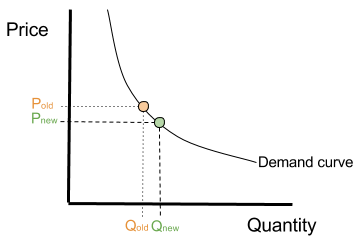 Price
Pold
Pnew
Demand curve
Qold Qnew
Quantity